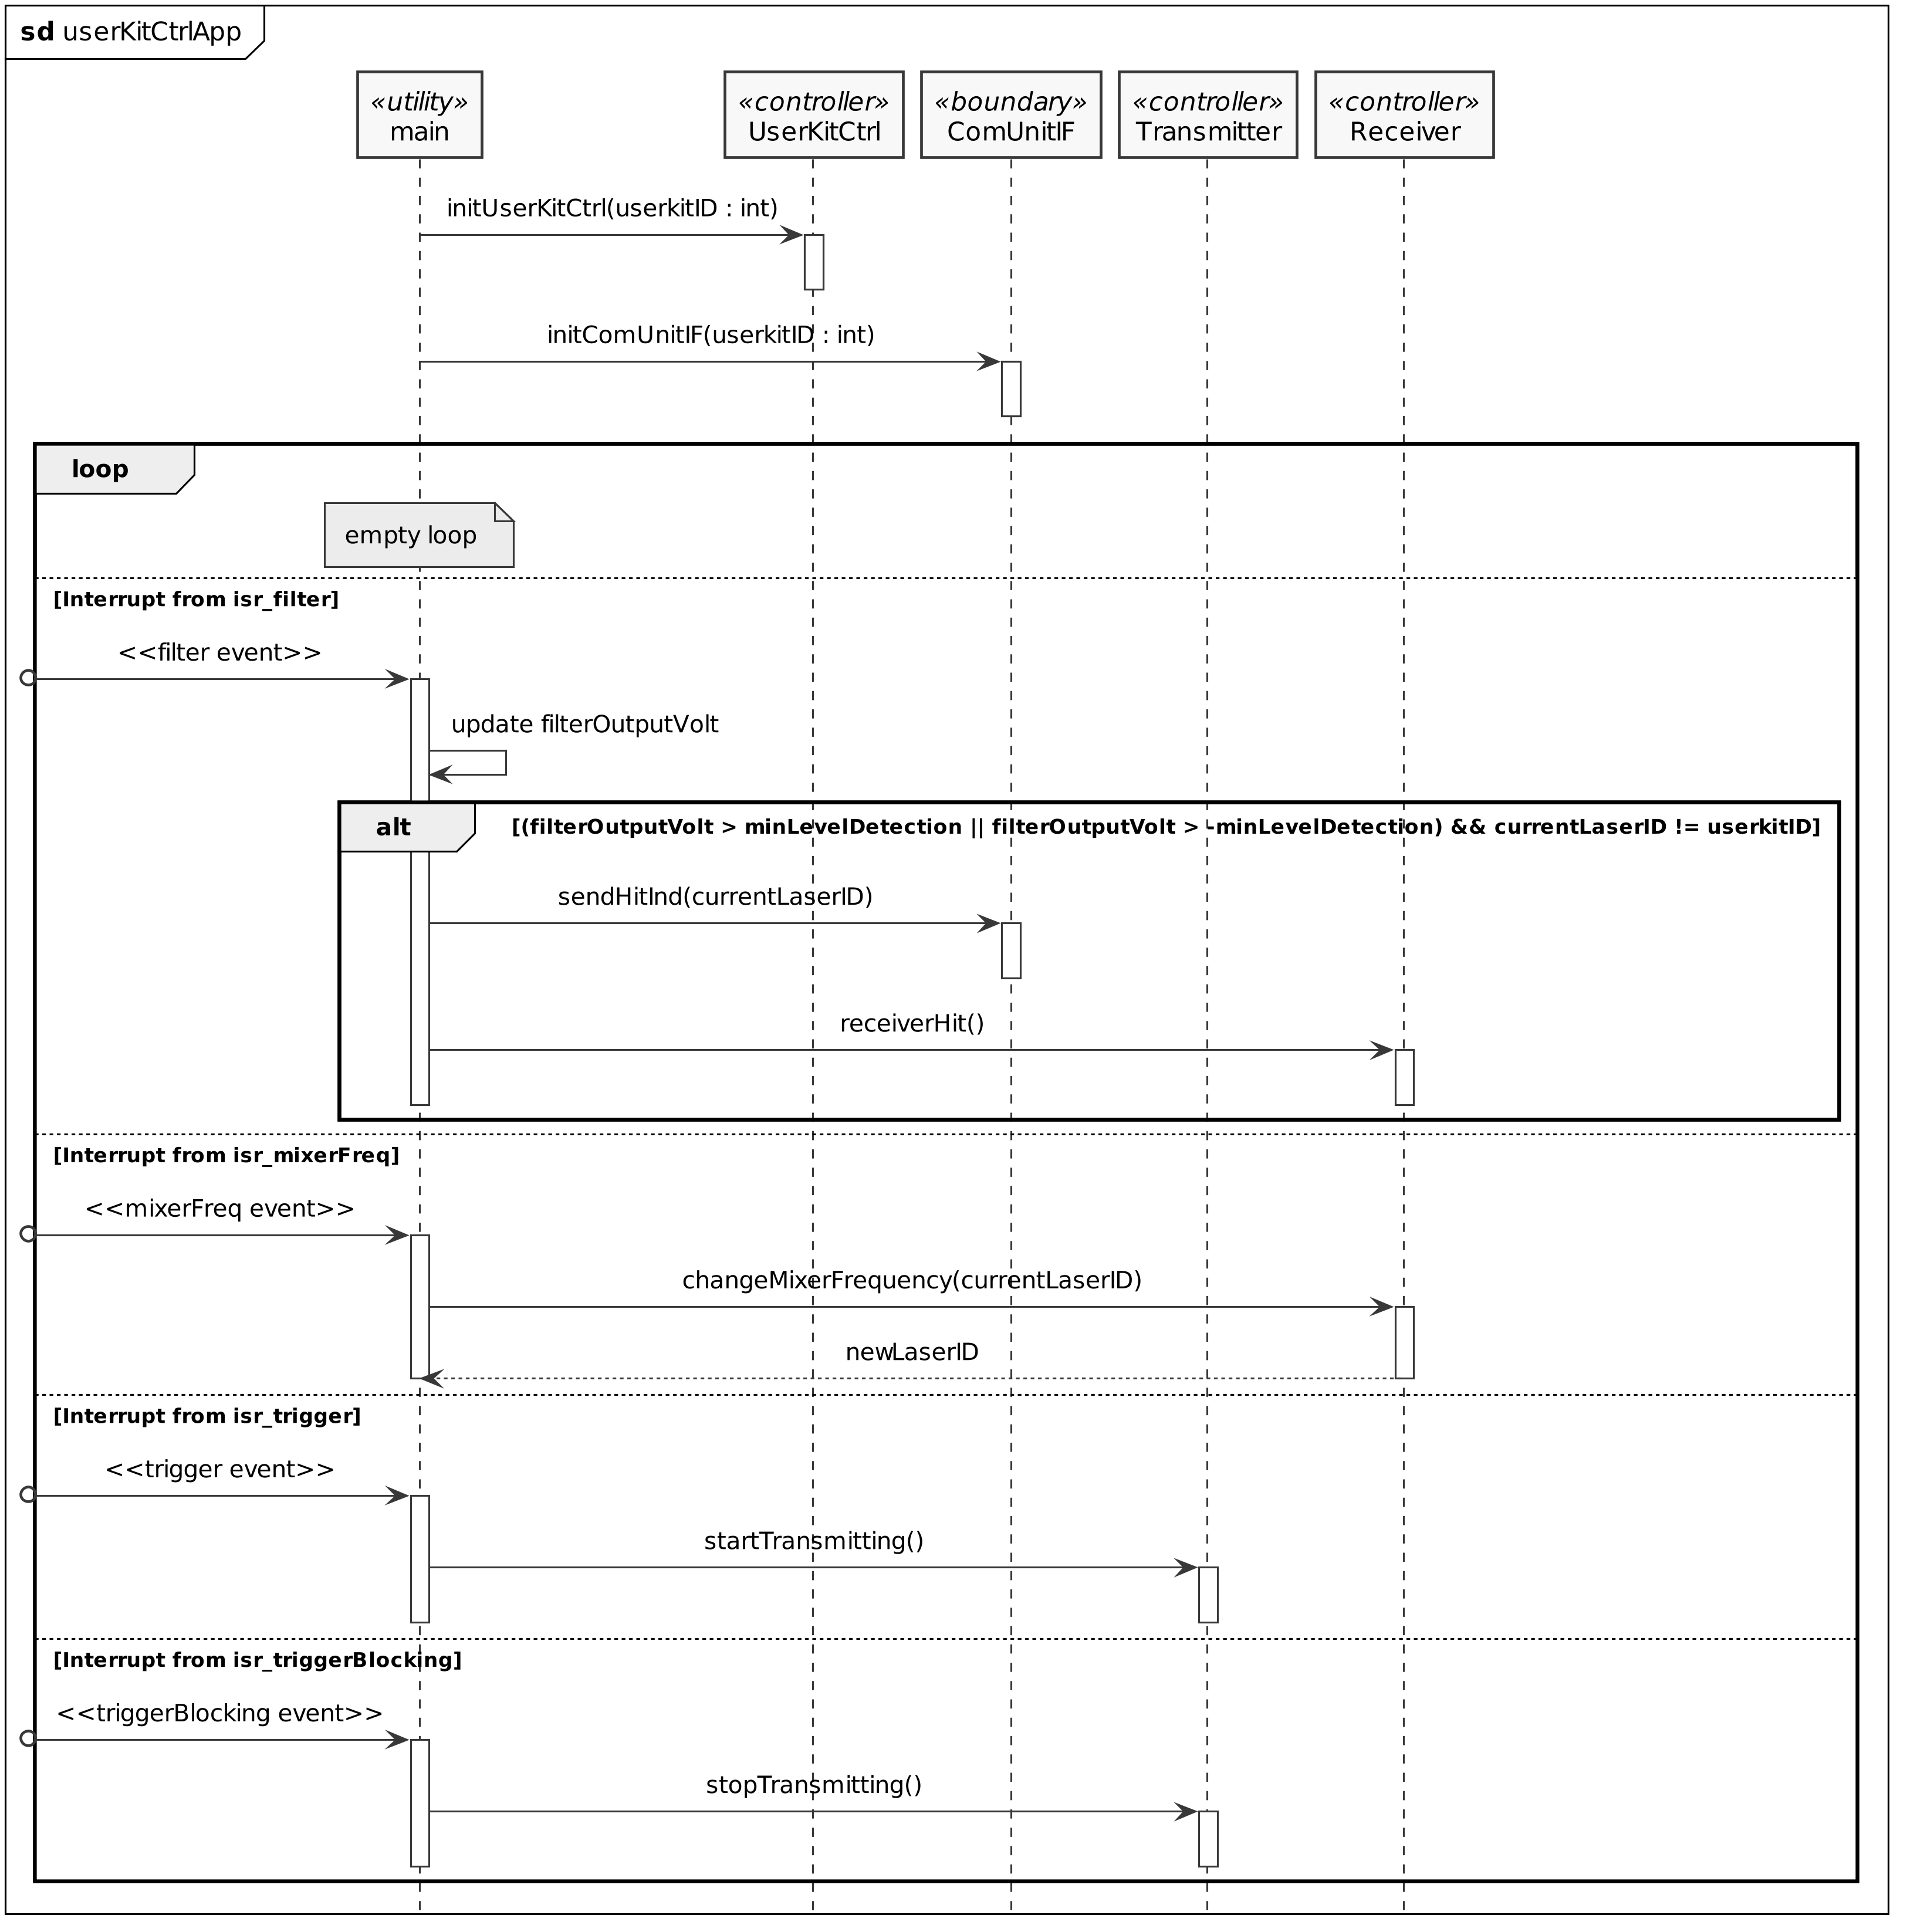 sd userKitCtrlApp
«utility»
main
«controller»
UserKitCtrl
«boundary»
ComUnitIF
«controller»
Transmitter
«controller»
Receiver
initUserKitCtrl(userkitID : int)
initComUnitIF(userkitID : int)
loop
empty loop
[Interrupt from isr_filter]
<<filter event>>
update filterOutputVolt
alt
[(filterOutputVolt > minLevelDetection || filterOutputVolt > -minLevelDetection) && currentLaserID != userkitID]
sendHitInd(currentLaserID)
receiverHit()
[Interrupt from isr_mixerFreq]
<<mixerFreq event>>
changeMixerFrequency(currentLaserID)
newLaserID
[Interrupt from isr_trigger]
<<trigger event>>
startTransmitting()
[Interrupt from isr_triggerBlocking]
<<triggerBlocking event>>
stopTransmitting()